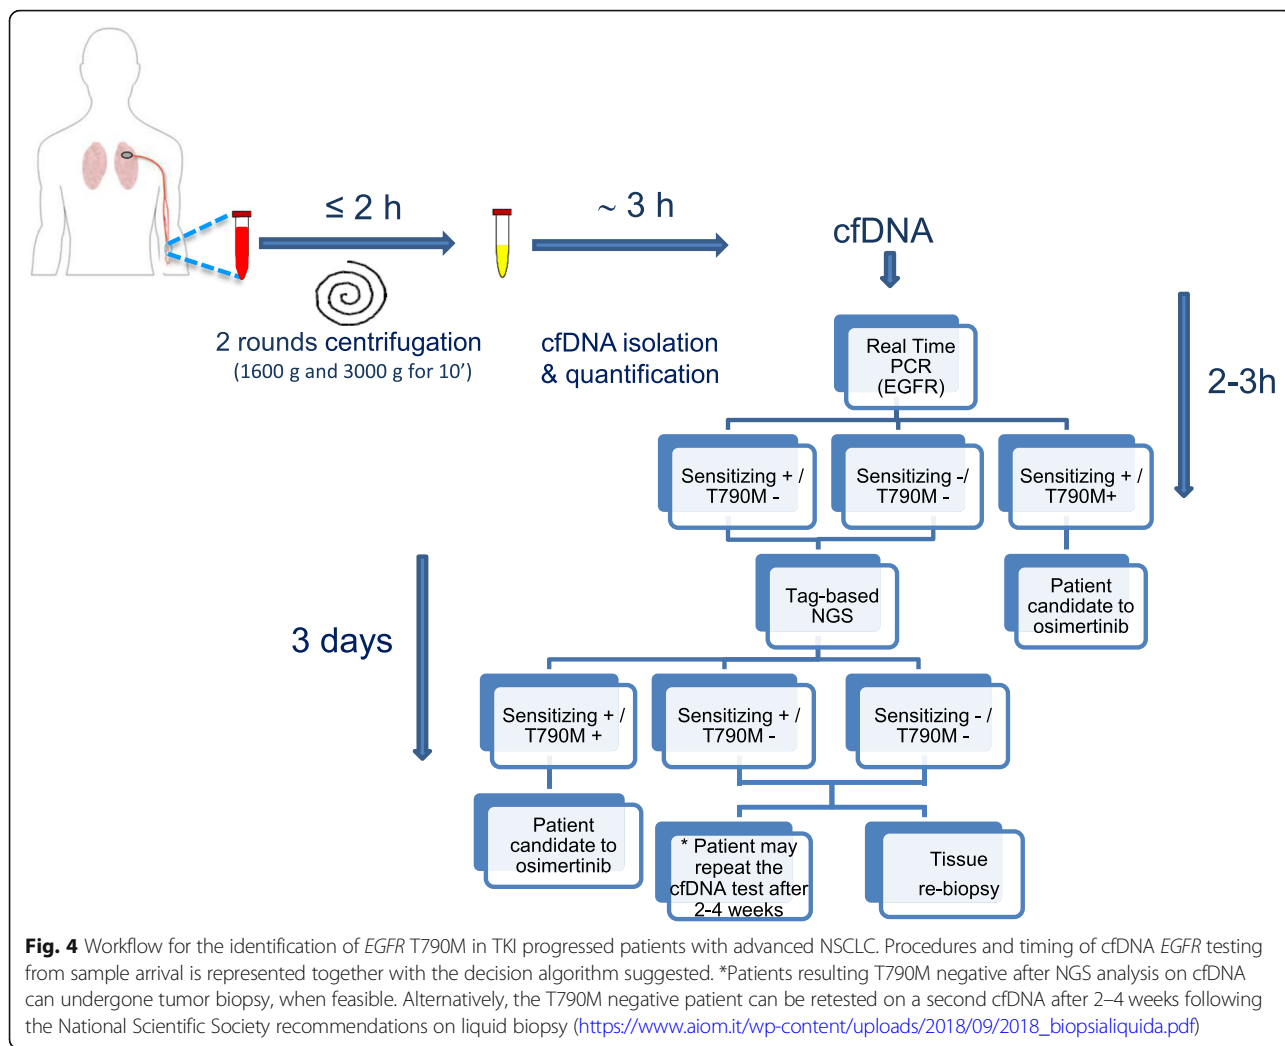 ≤ 2 h
~ 3 h
cfDNA
2 rounds centrifugation
(1600 g and 3000 g for 10’)
cfDNA isolation
& quantification
Real Time
PCR
(EGFR)
2-3h
Sensitizing + /
T790M -
Sensitizing -/
T790M -
Sensitizing + /
T790M+
Tag-based
NGS
Patient
candidate to
osimertinib
3 days
Sensitizing + /
T790M +
Sensitizing + /
T790M -
Sensitizing - /
T790M -
Patient
candidate to
osimertinib
* Patient may
repeat the
cfDNA test after
2-4 weeks
Tissue
re-biopsy
Fig. 4 Workflow for the identification of EGFR T790M in TKI progressed patients with advanced NSCLC. Procedures and timing of cfDNA EGFR testing
from sample arrival is represented together with the decision algorithm suggested. *Patients resulting T790M negative after NGS analysis on cfDNA
can undergone tumor biopsy, when feasible. Alternatively, the T790M negative patient can be retested on a second cfDNA after 2–4 weeks following
the National Scientific Society recommendations on liquid biopsy (https://www.aiom.it/wp-content/uploads/2018/09/2018_biopsialiquida.pdf)